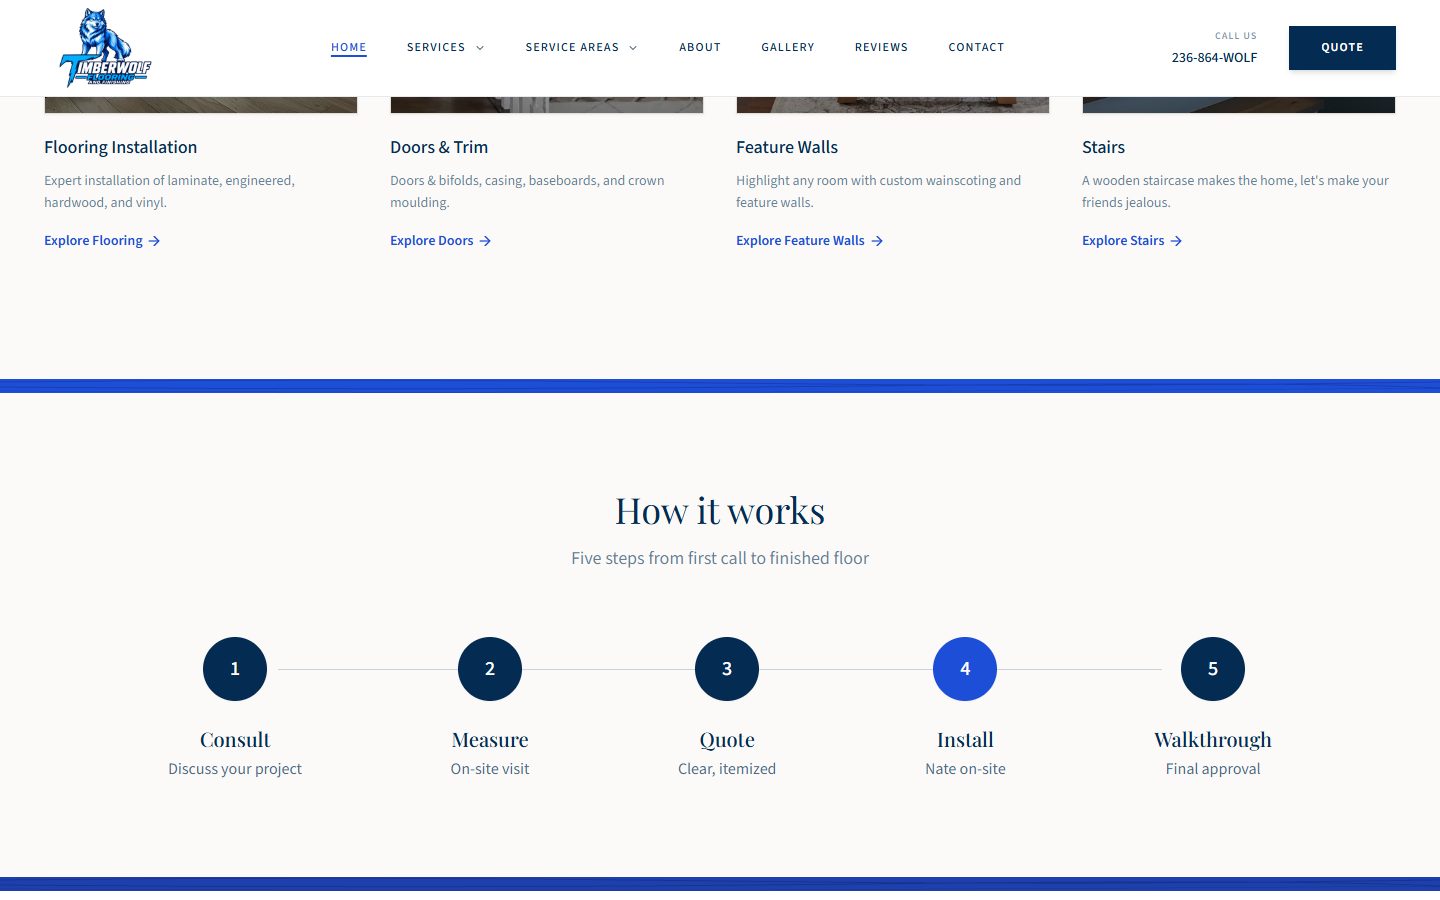 TIMBERWOLF
FLOORING
AND FINISHING
HOME
SERVICES
SERVICE AREAS
ABOUT
GALLERY
REVIEWS
CONTACT
CALL US
236-864-WOLF
QUOTE
Flooring Installation
Expert installation of laminate, engineered,
hardwood, and vinyl.
Explore Flooring →
Doors & Trim
Doors & bifolds, casing, baseboards, and crown
moulding.
Explore Doors →
Feature Walls
Highlight any room with custom wainscoting and
feature walls.
Explore Feature Walls →
Stairs
A wooden staircase makes the home, let's make your
friends jealous.
Explore Stairs →
How it works
Five steps from first call to finished floor
1
Consult
Discuss your project
2
Measure
On-site visit
3
Quote
Clear, itemized
4
Install
Nate on-site
5
Walkthrough
Final approval